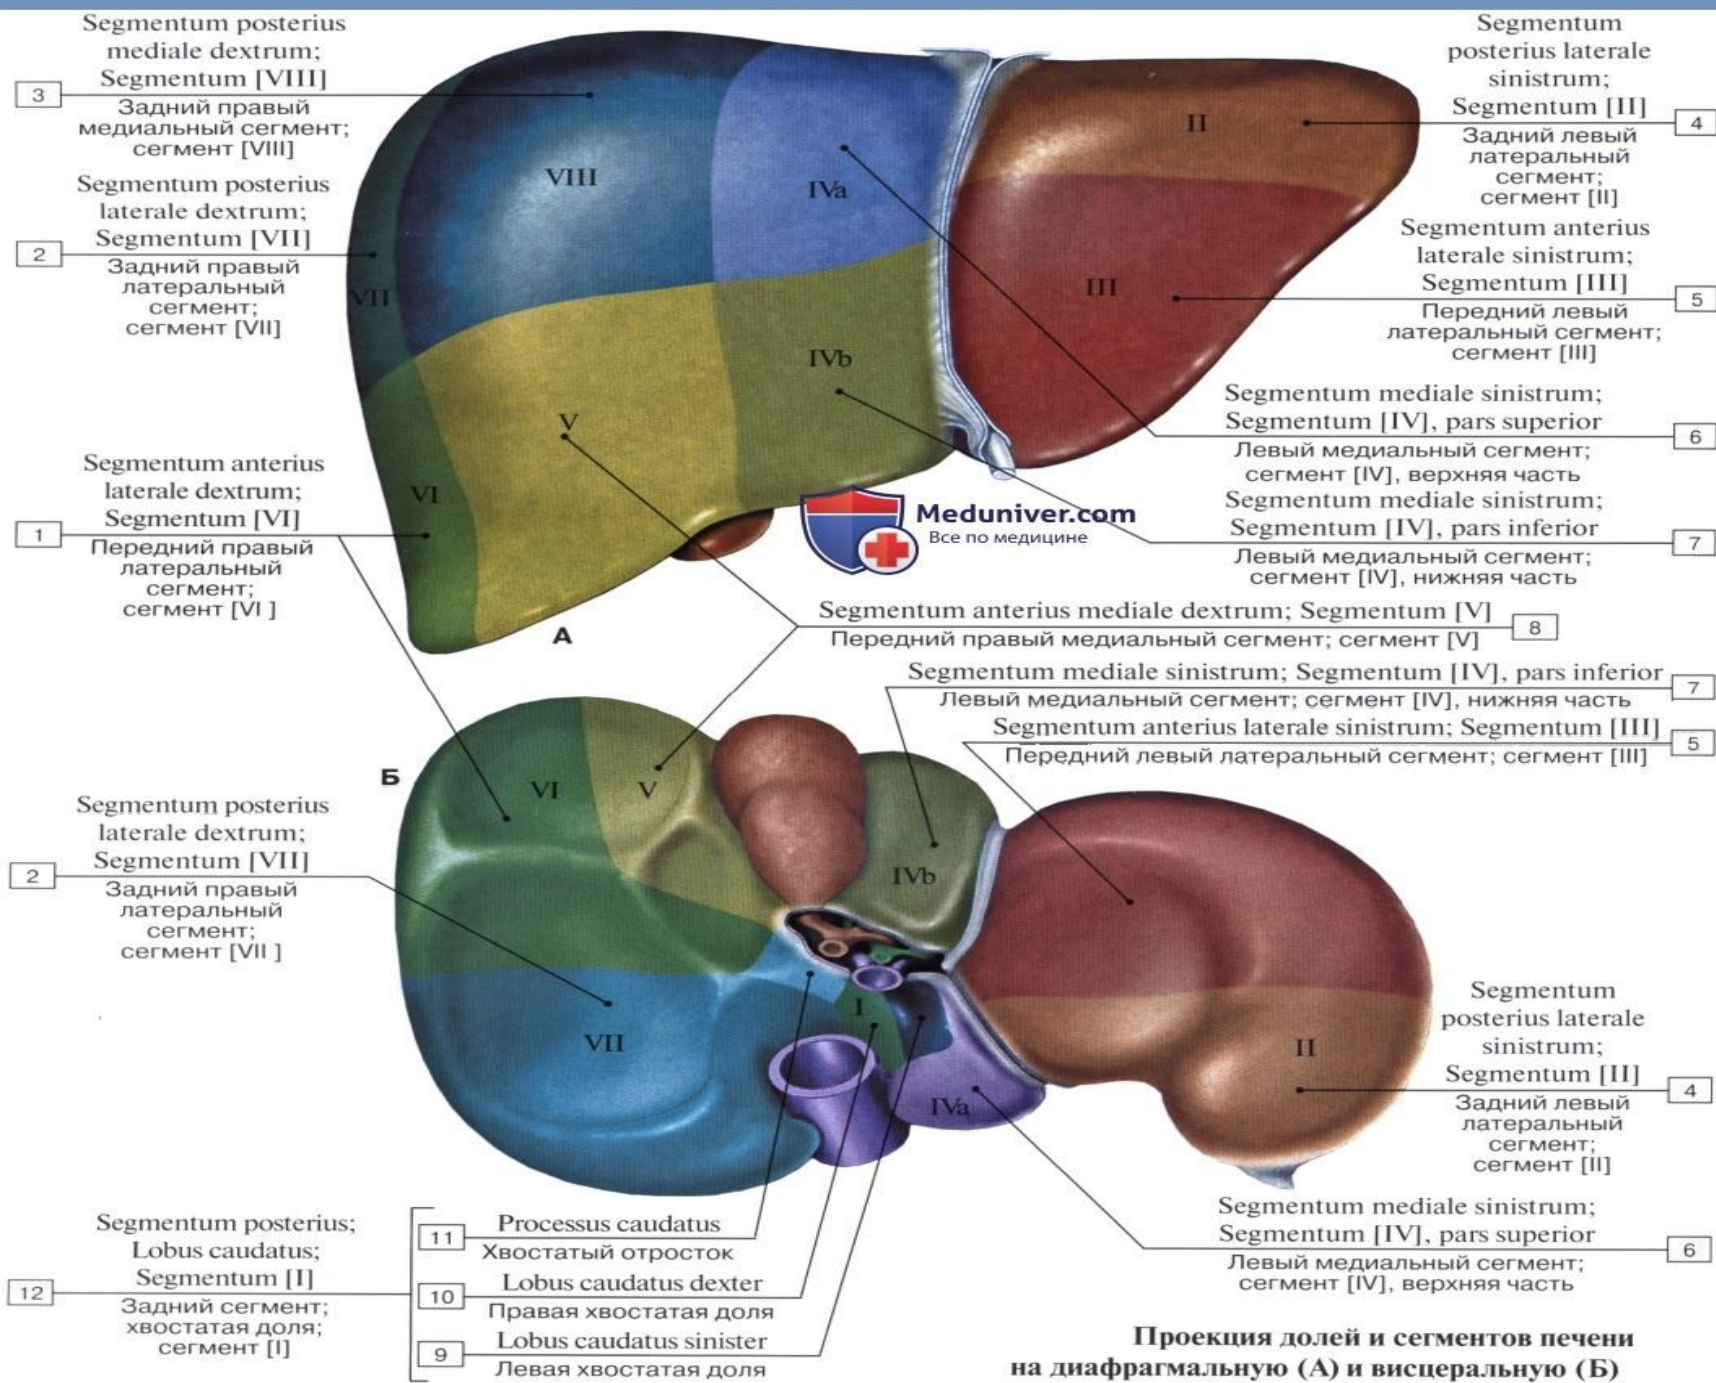 Segmentum posterius
mediale dextrum;
Segmentum [VIII]
3
Задний правый
медиальный сегмент;
сегмент [VIII]
Segmentum posterius
laterale dextrum;
Segmentum [VII]
2
Задний правый
латеральный
сегмент;
сегмент [VII]
Segmentum anterius
laterale dextrum;
Segmentum [VI]
1
Передний правый
латеральный
сегмент;
сегмент [VI ]
VIII
IVa
II
VII
III
IVb
V
VI
А
Segmentum
posterius laterale
sinistrum;
Segmentum [II]
4
Задний левый
латеральный
сегмент;
сегмент [II]
Segmentum anterius
laterale sinistrum;
Segmentum [III]
5
Передний левый
латеральный сегмент;
сегмент [III]
Segmentum mediale sinistrum;
Segmentum [IV], pars superior
6
Левый медиальный сегмент;
сегмент [IV], верхняя часть
Segmentum mediale sinistrum;
Segmentum [IV], pars inferior
7
Левый медиальный сегмент;
сегмент [IV], нижняя часть
Meduniver.com
Все по медицине
Segmentum anterius mediale dextrum; Segmentum [V]
8
Передний правый медиальный сегмент; сегмент [V]
Segmentum mediale sinistrum; Segmentum [IV], pars inferior
7
Левый медиальный сегмент; сегмент [IV], нижняя часть
Segmentum anterius laterale sinistrum; Segmentum [III]
5
Передний левый латеральный сегмент; сегмент [III]
Б
VI
V
IVb
I
VII
II
IVa
Segmentum posterius
laterale dextrum;
Segmentum [VII]
2
Задний правый
латеральный
сегмент;
сегмент [VII ]
Segmentum
posterius laterale
sinistrum;
Segmentum [II]
4
Задний левый
латеральный
сегмент;
сегмент [II]
Segmentum mediale sinistrum;
Segmentum [IV], pars superior
6
Левый медиальный сегмент;
сегмент [IV], верхняя часть
Segmentum posterius;
Lobus caudatus;
Segmentum [I]
12
Задний сегмент;
хвостатая доля;
сегмент [I]
11
Processus caudatus
Хвостатый отросток
10
Lobus caudatus dexter
Правая хвостатая доля
9
Lobus caudatus sinister
Левая хвостатая доля
Проекция долей и сегментов печени
на диафрагмальную (А) и висцеральную (Б)